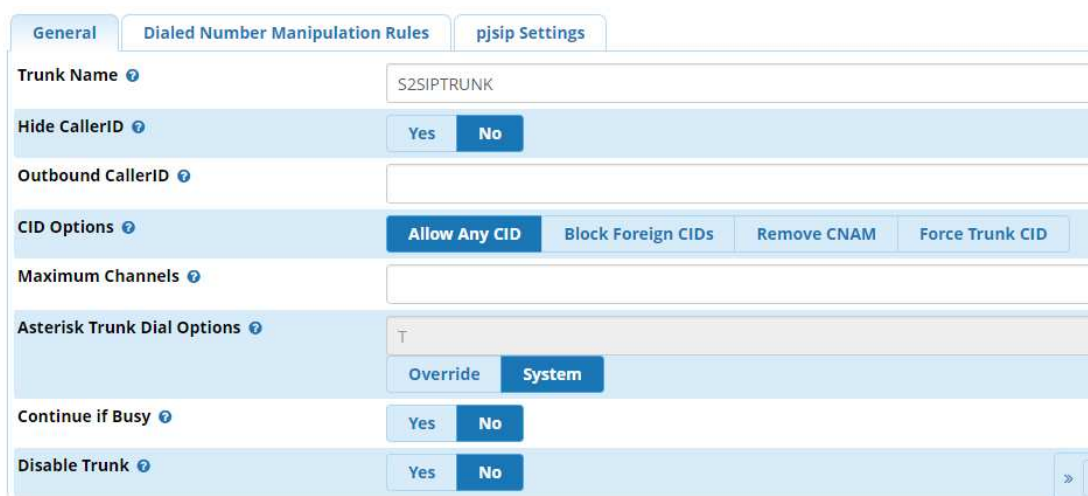 General Dialed Number Manipulation Rules pjsip Settings
Trunk Name
S2SIPTRUNK
Hide CallerID
Yes No
Outbound CallerID
CID Options
Allow Any CID Block Foreign CIDs Remove CNAM Force Trunk CID
Maximum Channels
Asterisk Trunk Dial Options
T
Override System
Continue if Busy
Yes No
Disable Trunk
Yes No
»